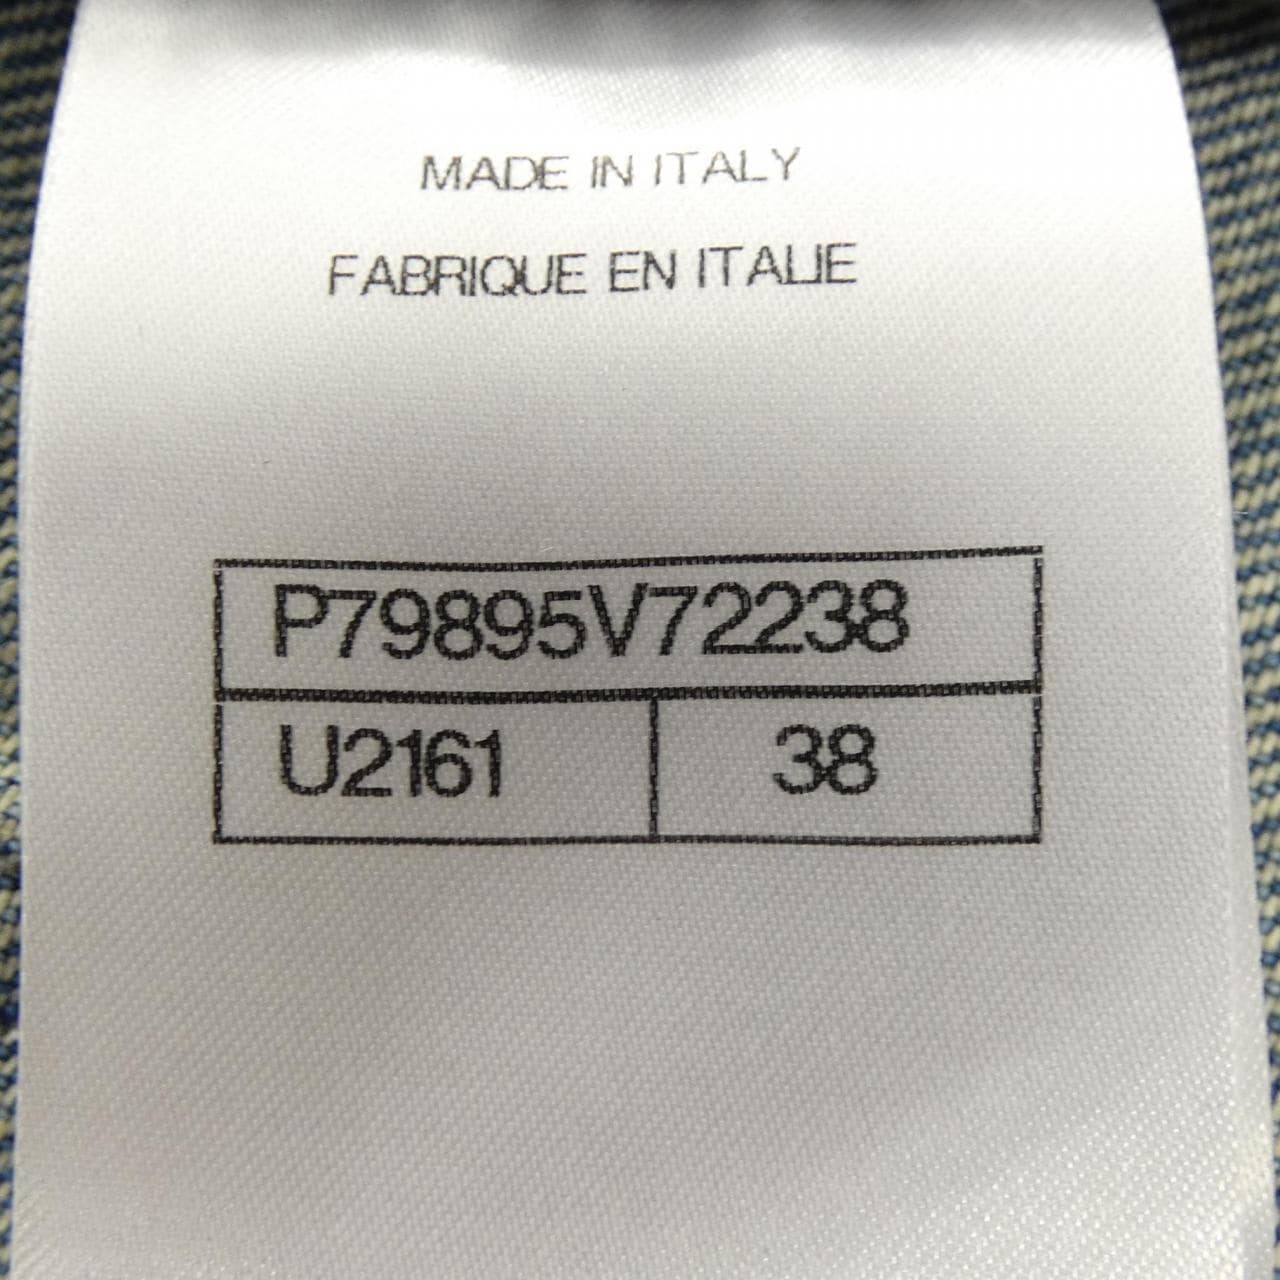 MADE IN ITALY
FABRIQUE EN ITALIE
P79895V72238
U2161 38